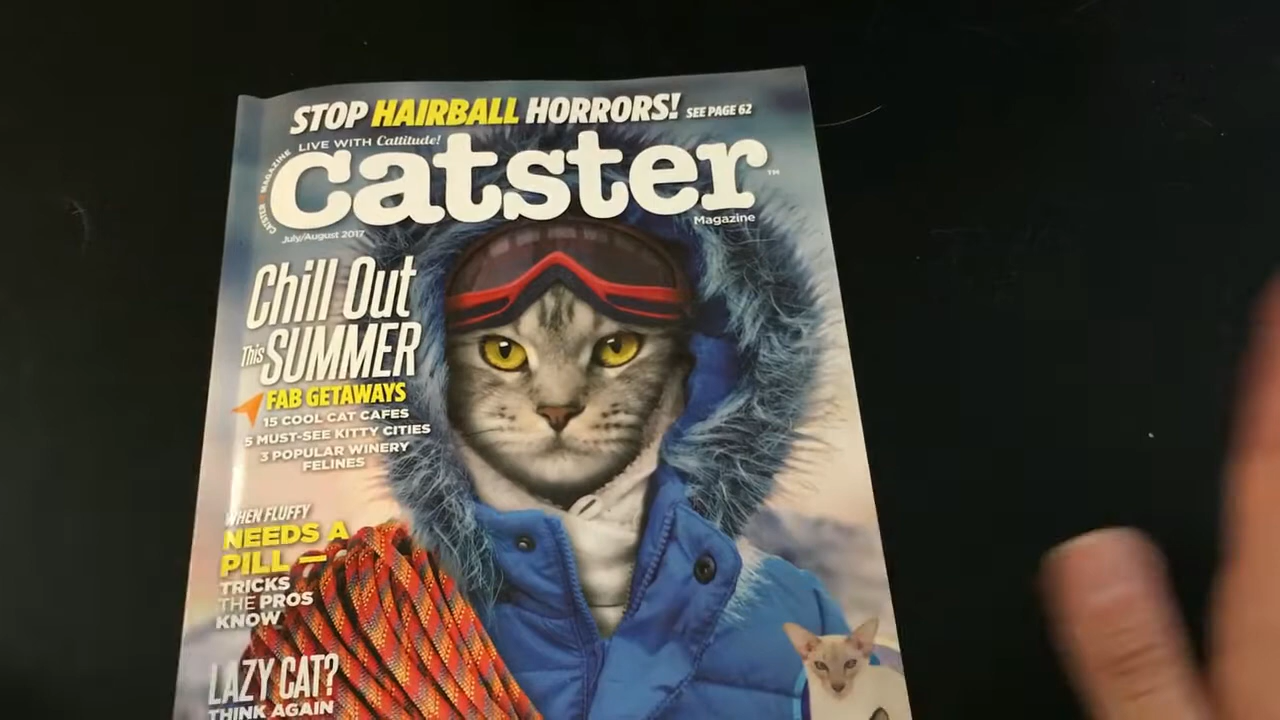 STOP HAIRBALL HORRORS! SEE PAGE 62
LIVE WITH Cattitude!
CATSTER MAGAZINE
catster™
Magazine
July/August 2017
Chill Out
This SUMMER
FAB GETAWAYS
15 COOL CAT CAFES
5 MUST-SEE KITTY CITIES
3 POPULAR WINERY
FELINES
WHEN FLUFFY
NEEDS A
PILL —
TRICKS
THE PROS
KNOW
LAZY CAT?
THINK AGAIN